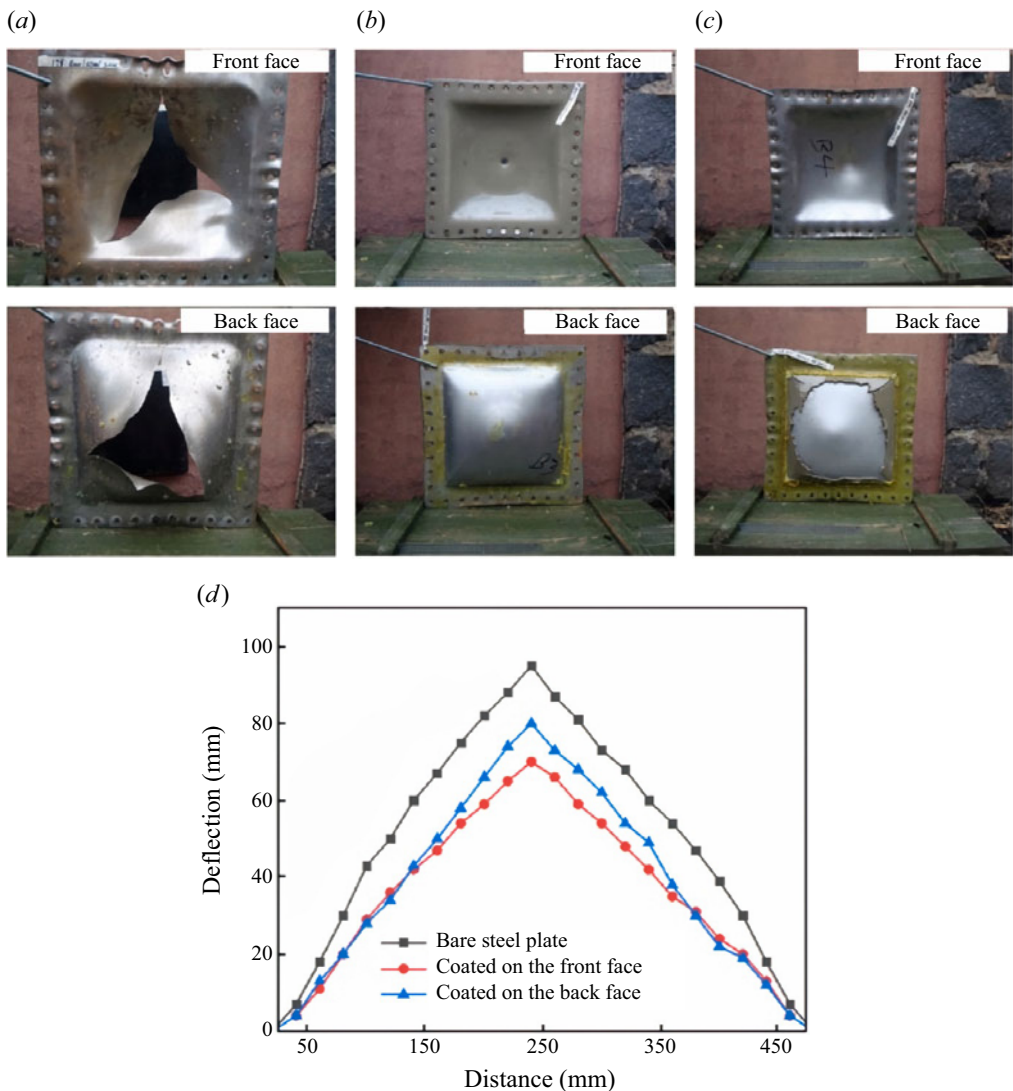 (a)
(b)
(c)
Front face
Front face
Front face
B4
Back face
Back face
Back face
(d)
100
80
60
40
20
0
Deflection (mm)
Bare steel plate
Coated on the front face
Coated on the back face
50
150
250
350
450
Distance (mm)